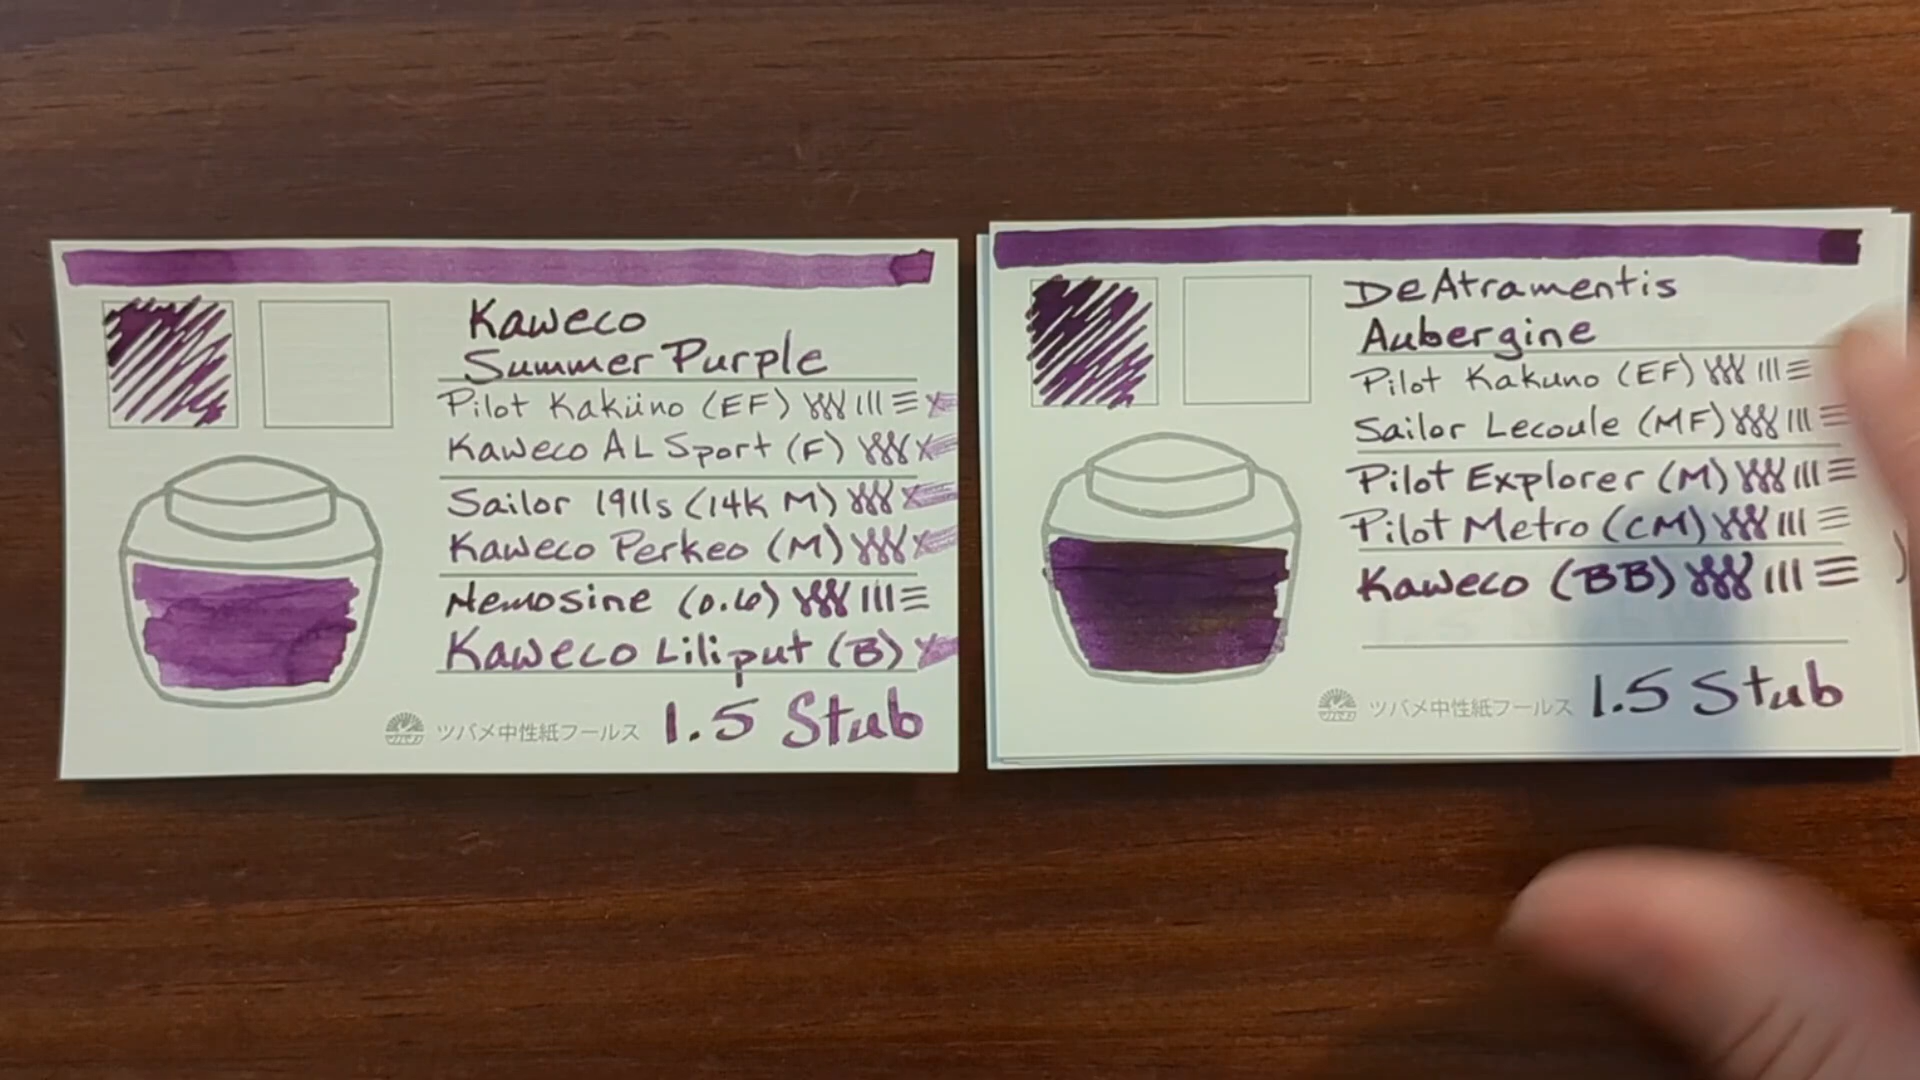 Kaweco
Summer Purple
Pilot Kaküno (EF)
Kaweco AL Sport (F)
Sailor 1911s (14k M)
Kaweco Perkeo (M)
Nemosine (0.6)
Kaweco Liliput (B)
ツバメ中性紙フールス 1.5 Stub
DeAtramentis
Aubergine
Pilot Kakuno (EF)
Sailor Lecoule (MF)
Pilot Explorer (M)
Pilot Metro (CM)
Kaweco (BB)
ツバメ中性紙フールス 1.5 Stub